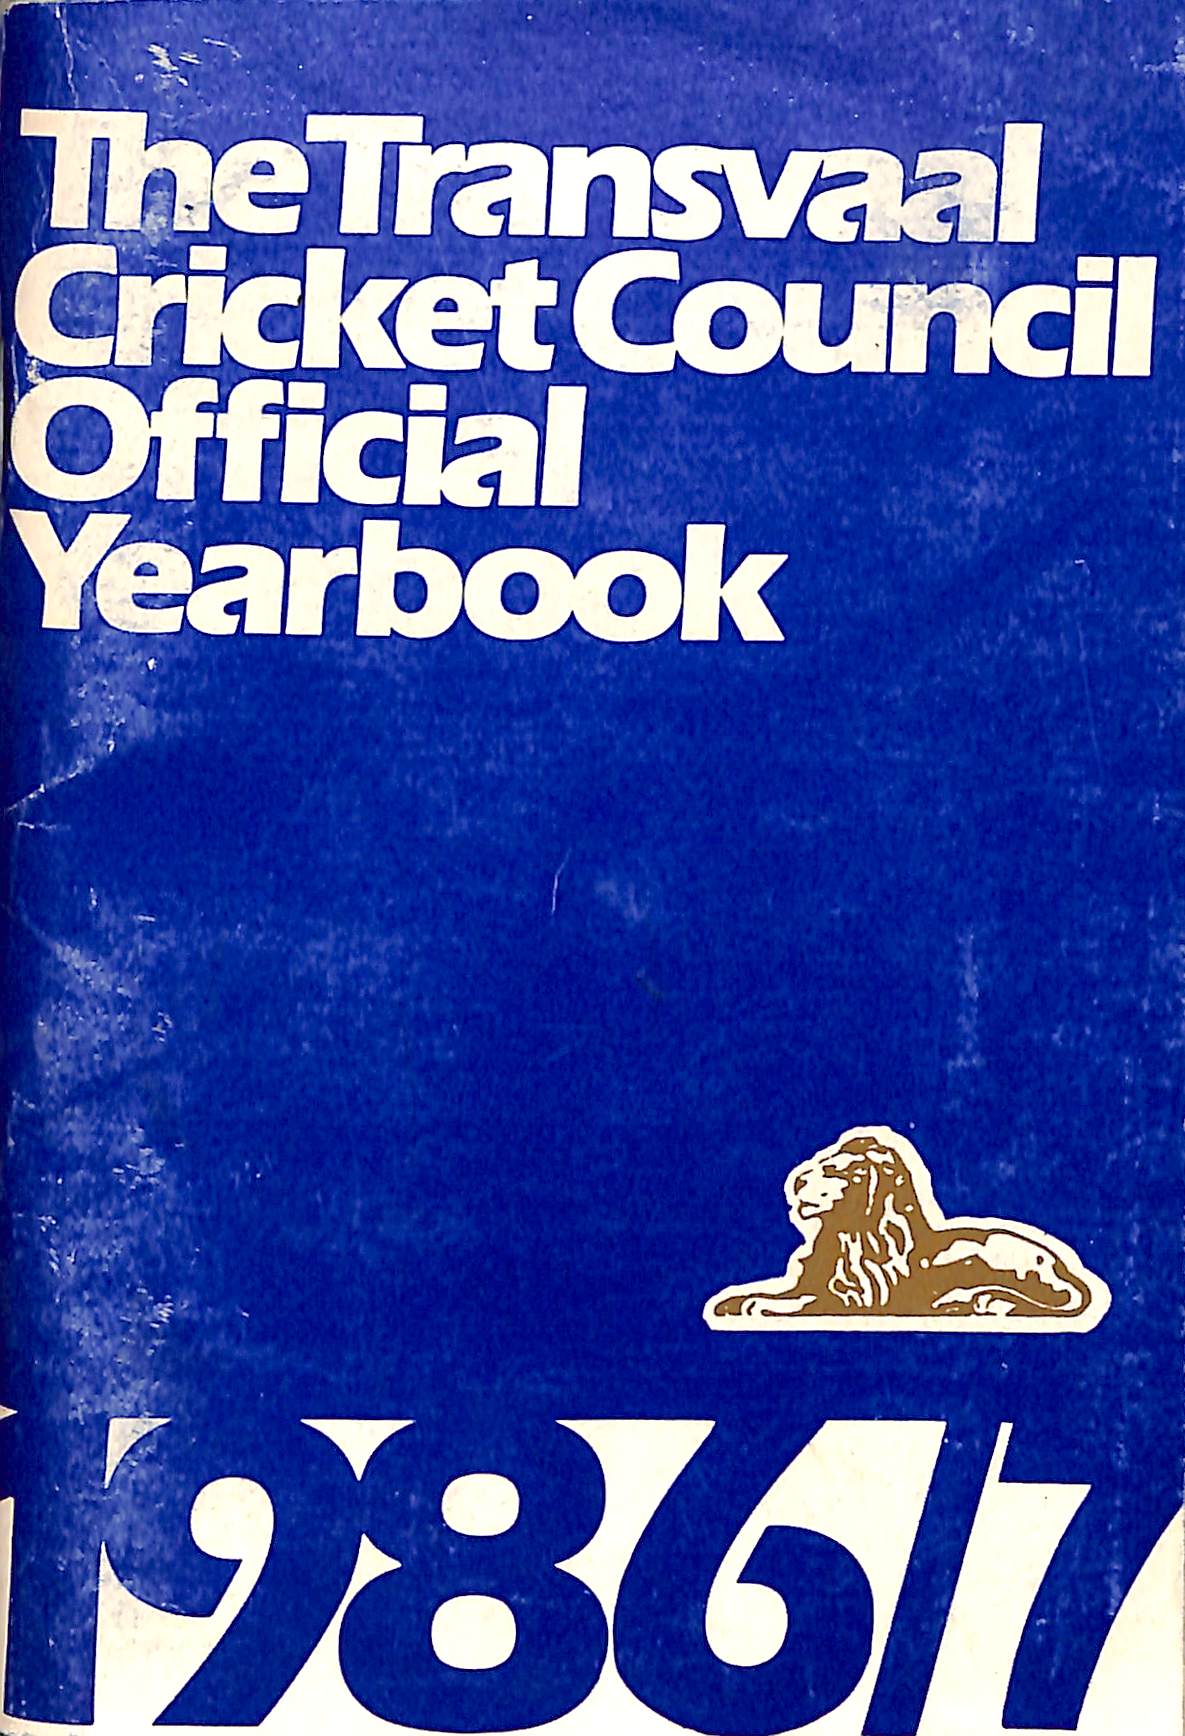 The Transvaal
Cricket Council
Official
Yearbook
1986/7